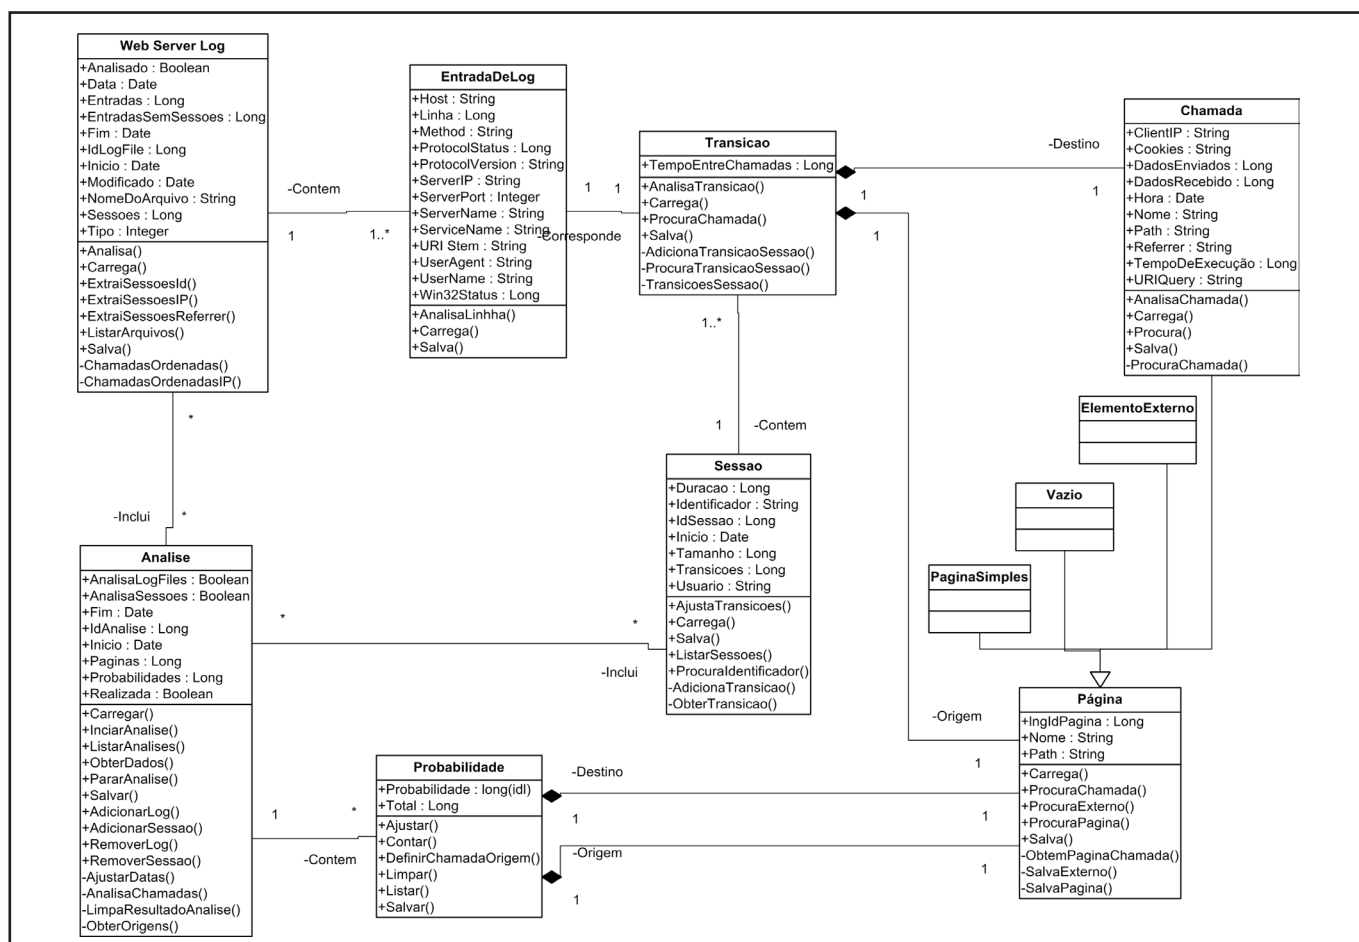 Web Server Log
+Analisado : Boolean
+Data : Date
+Entradas : Long
+EntradasSemSessoes : Long
+Fim : Date
+IdLogFile : Long
+Inicio : Date
+Modificado : Date
+NomeDoArquivo : String
+Sessoes : Long
+Tipo : Integer
+Analisa()
+Carrega()
+ExtraiSessoesId()
+ExtraiSessoesIP()
+ExtraiSessoesReferrer()
+ListarArquivos()
+Salva()
-ChamadasOrdenadas()
-ChamadasOrdenadasIP()
-Contem
1
1..*
EntradaDeLog
+Host : String
+Linha : Long
+Method : String
+ProtocolStatus : Long
+ProtocolVersion : String
+ServerIP : String
+ServerPort : Integer
+ServerName : String
+ServiceName : String
+URI Stem : String
+UserAgent : String
+UserName : String
+Win32Status : Long
+AnalisaLinhha()
+Carrega()
+Salva()
1
1
-Corresponde
Transicao
+TempoEntreChamadas : Long
+AnalisaTransicao()
+Carrega()
+ProcuraChamada()
+Salva()
-AdicionaTransicaoSessao()
-ProcuraTransicaoSessao()
-TransicoesSessao()
-Destino
1
1
1
Chamada
+ClientIP : String
+Cookies : String
+DadosEnviados : Long
+DadosRecebido : Long
+Hora : Date
+Nome : String
+Path : String
+Referrer : String
+TempoDeExecução : Long
+URIQuery : String
+AnalisaChamada()
+Carrega()
+Procura()
+Salva()
-ProcuraChamada()
1..*
1
-Contem
*
-Inclui
*
ElementoExterno
Vazio
PaginaSimples
Sessao
+Duracao : Long
+Identificador : String
+IdSessao : Long
+Inicio : Date
+Tamanho : Long
+Transicoes : Long
+Usuario : String
+AjustaTransicoes()
+Carrega()
+Salva()
+ListarSessoes()
+ProcuraIdentificador()
-AdicionaTransicao()
-ObterTransicao()
Analise
+AnalisaLogFiles : Boolean
+AnalisaSessoes : Boolean
+Fim : Date
+IdAnalise : Long
+Inicio : Date
+Paginas : Long
+Probabilidades : Long
+Realizada : Boolean
+Carregar()
+InciarAnalise()
+ListarAnalises()
+ObterDados()
+PararAnalise()
+Salvar()
+AdicionarLog()
+AdicionarSessao()
+RemoverLog()
+RemoverSessao()
-AjustarDatas()
-AnalisaChamadas()
-LimpaResultadoAnalise()
-ObterOrigens()
*
*
-Inclui
1
*
-Contem
Probabilidade
+Probabilidade : long(idl)
+Total : Long
+Ajustar()
+Contar()
+DefinirChamadaOrigem()
+Limpar()
+Listar()
+Salvar()
-Destino
1
1
-Origem
1
1
-Origem
1
Página
+lngIdPagina : Long
+Nome : String
+Path : String
+Carrega()
+ProcuraChamada()
+ProcuraExterno()
+ProcuraPagina()
+Salva()
-ObtemPaginaChamada()
-SalvaExterno()
-SalvaPagina()